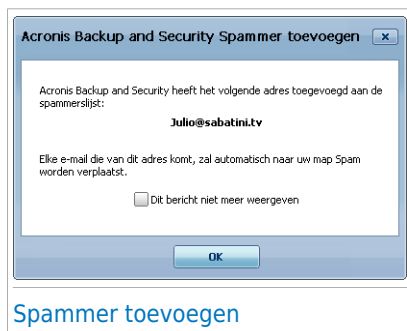 Acronis Backup and Security Spammer toevoegen x
Acronis Backup and Security heeft het volgende adres toegevoegd aan de
spammerslijst:
Julio@sabatini.tv
Elke e-mail die van dit adres komt, zal automatisch naar uw map Spam
worden verplaatst.
Dit bericht niet meer weergeven
OK
Spammer toevoegen